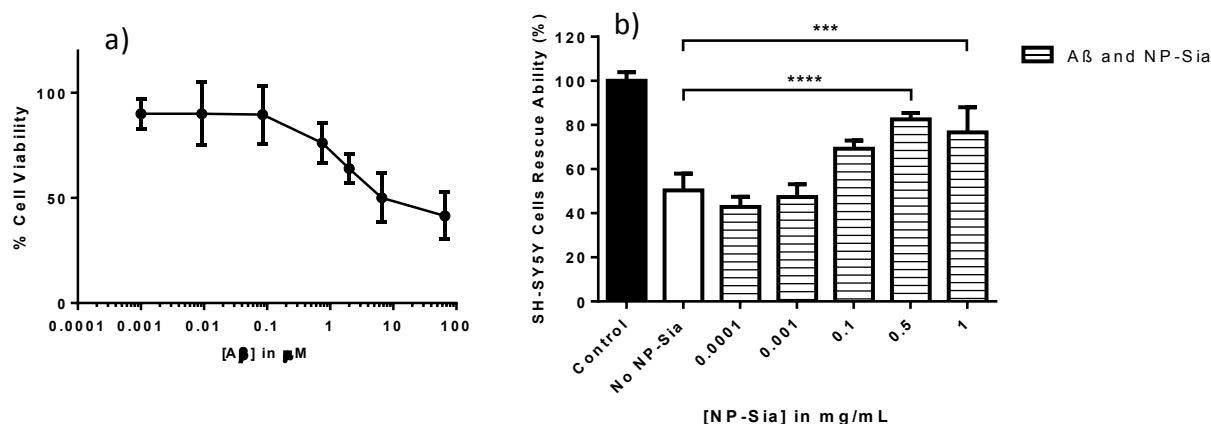 a)
% Cell Viability
100
50
0
0.0001
0.001
0.01
0.1
1
10
100
[Aβ] in μM
b)
SH-SY5Y Cells Rescue Ability (%)
120
100
80
60
40
20
0
***
****
Aß and NP-Sia
Control
No NP-Sia
0.0001
0.001
0.1
0.5
1
[NP-Sia] in mg/mL